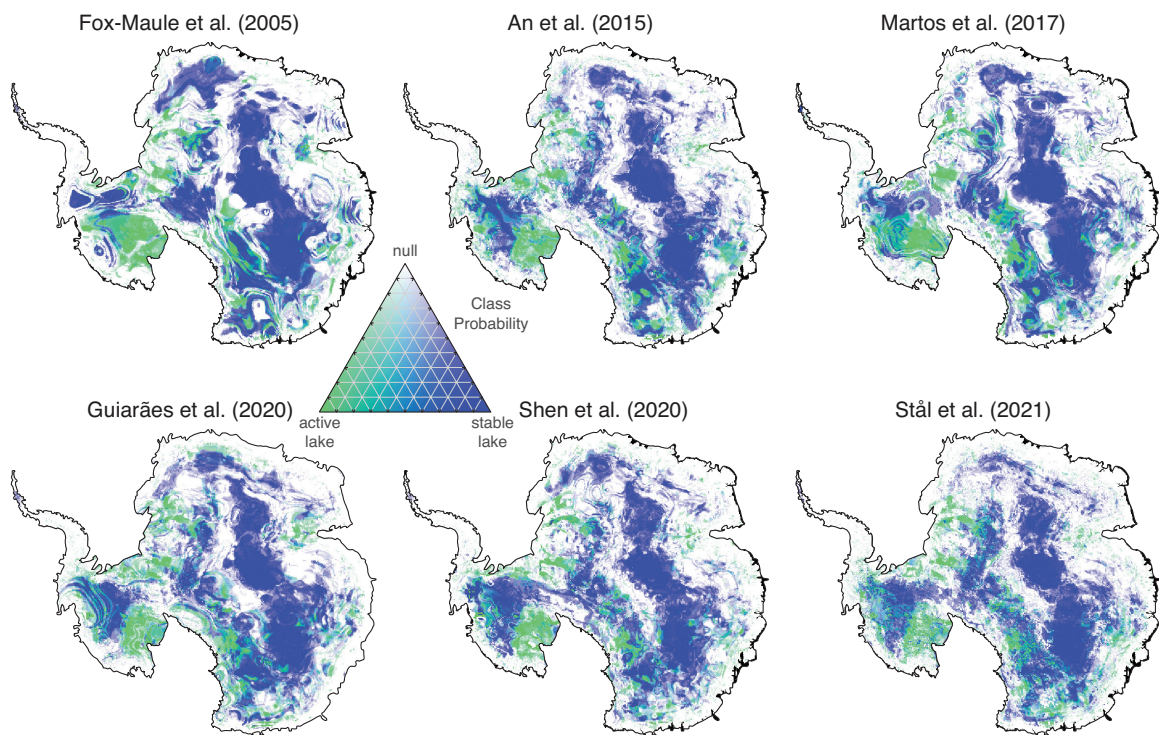 Fox-Maule et al. (2005)
An et al. (2015)
Martos et al. (2017)
null
Class
Probability
active
lake
stable
lake
Guiarães et al. (2020)
Shen et al. (2020)
Stål et al. (2021)